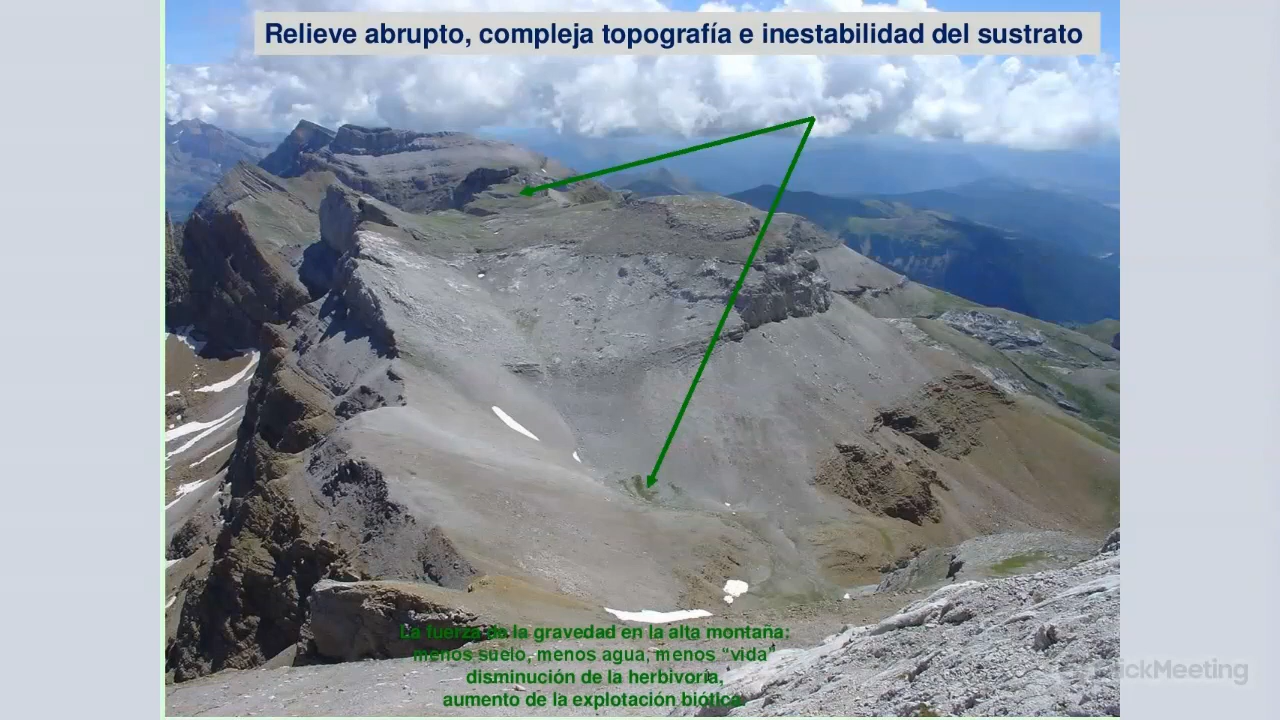 Relieve abrupto, compleja topografía e inestabilidad del sustrato
La fuerza de la gravedad en la alta montaña:
menos suelo, menos agua, menos “vida”
disminución de la herbivoría,
aumento de la explotación biótica.
ClickMeeting